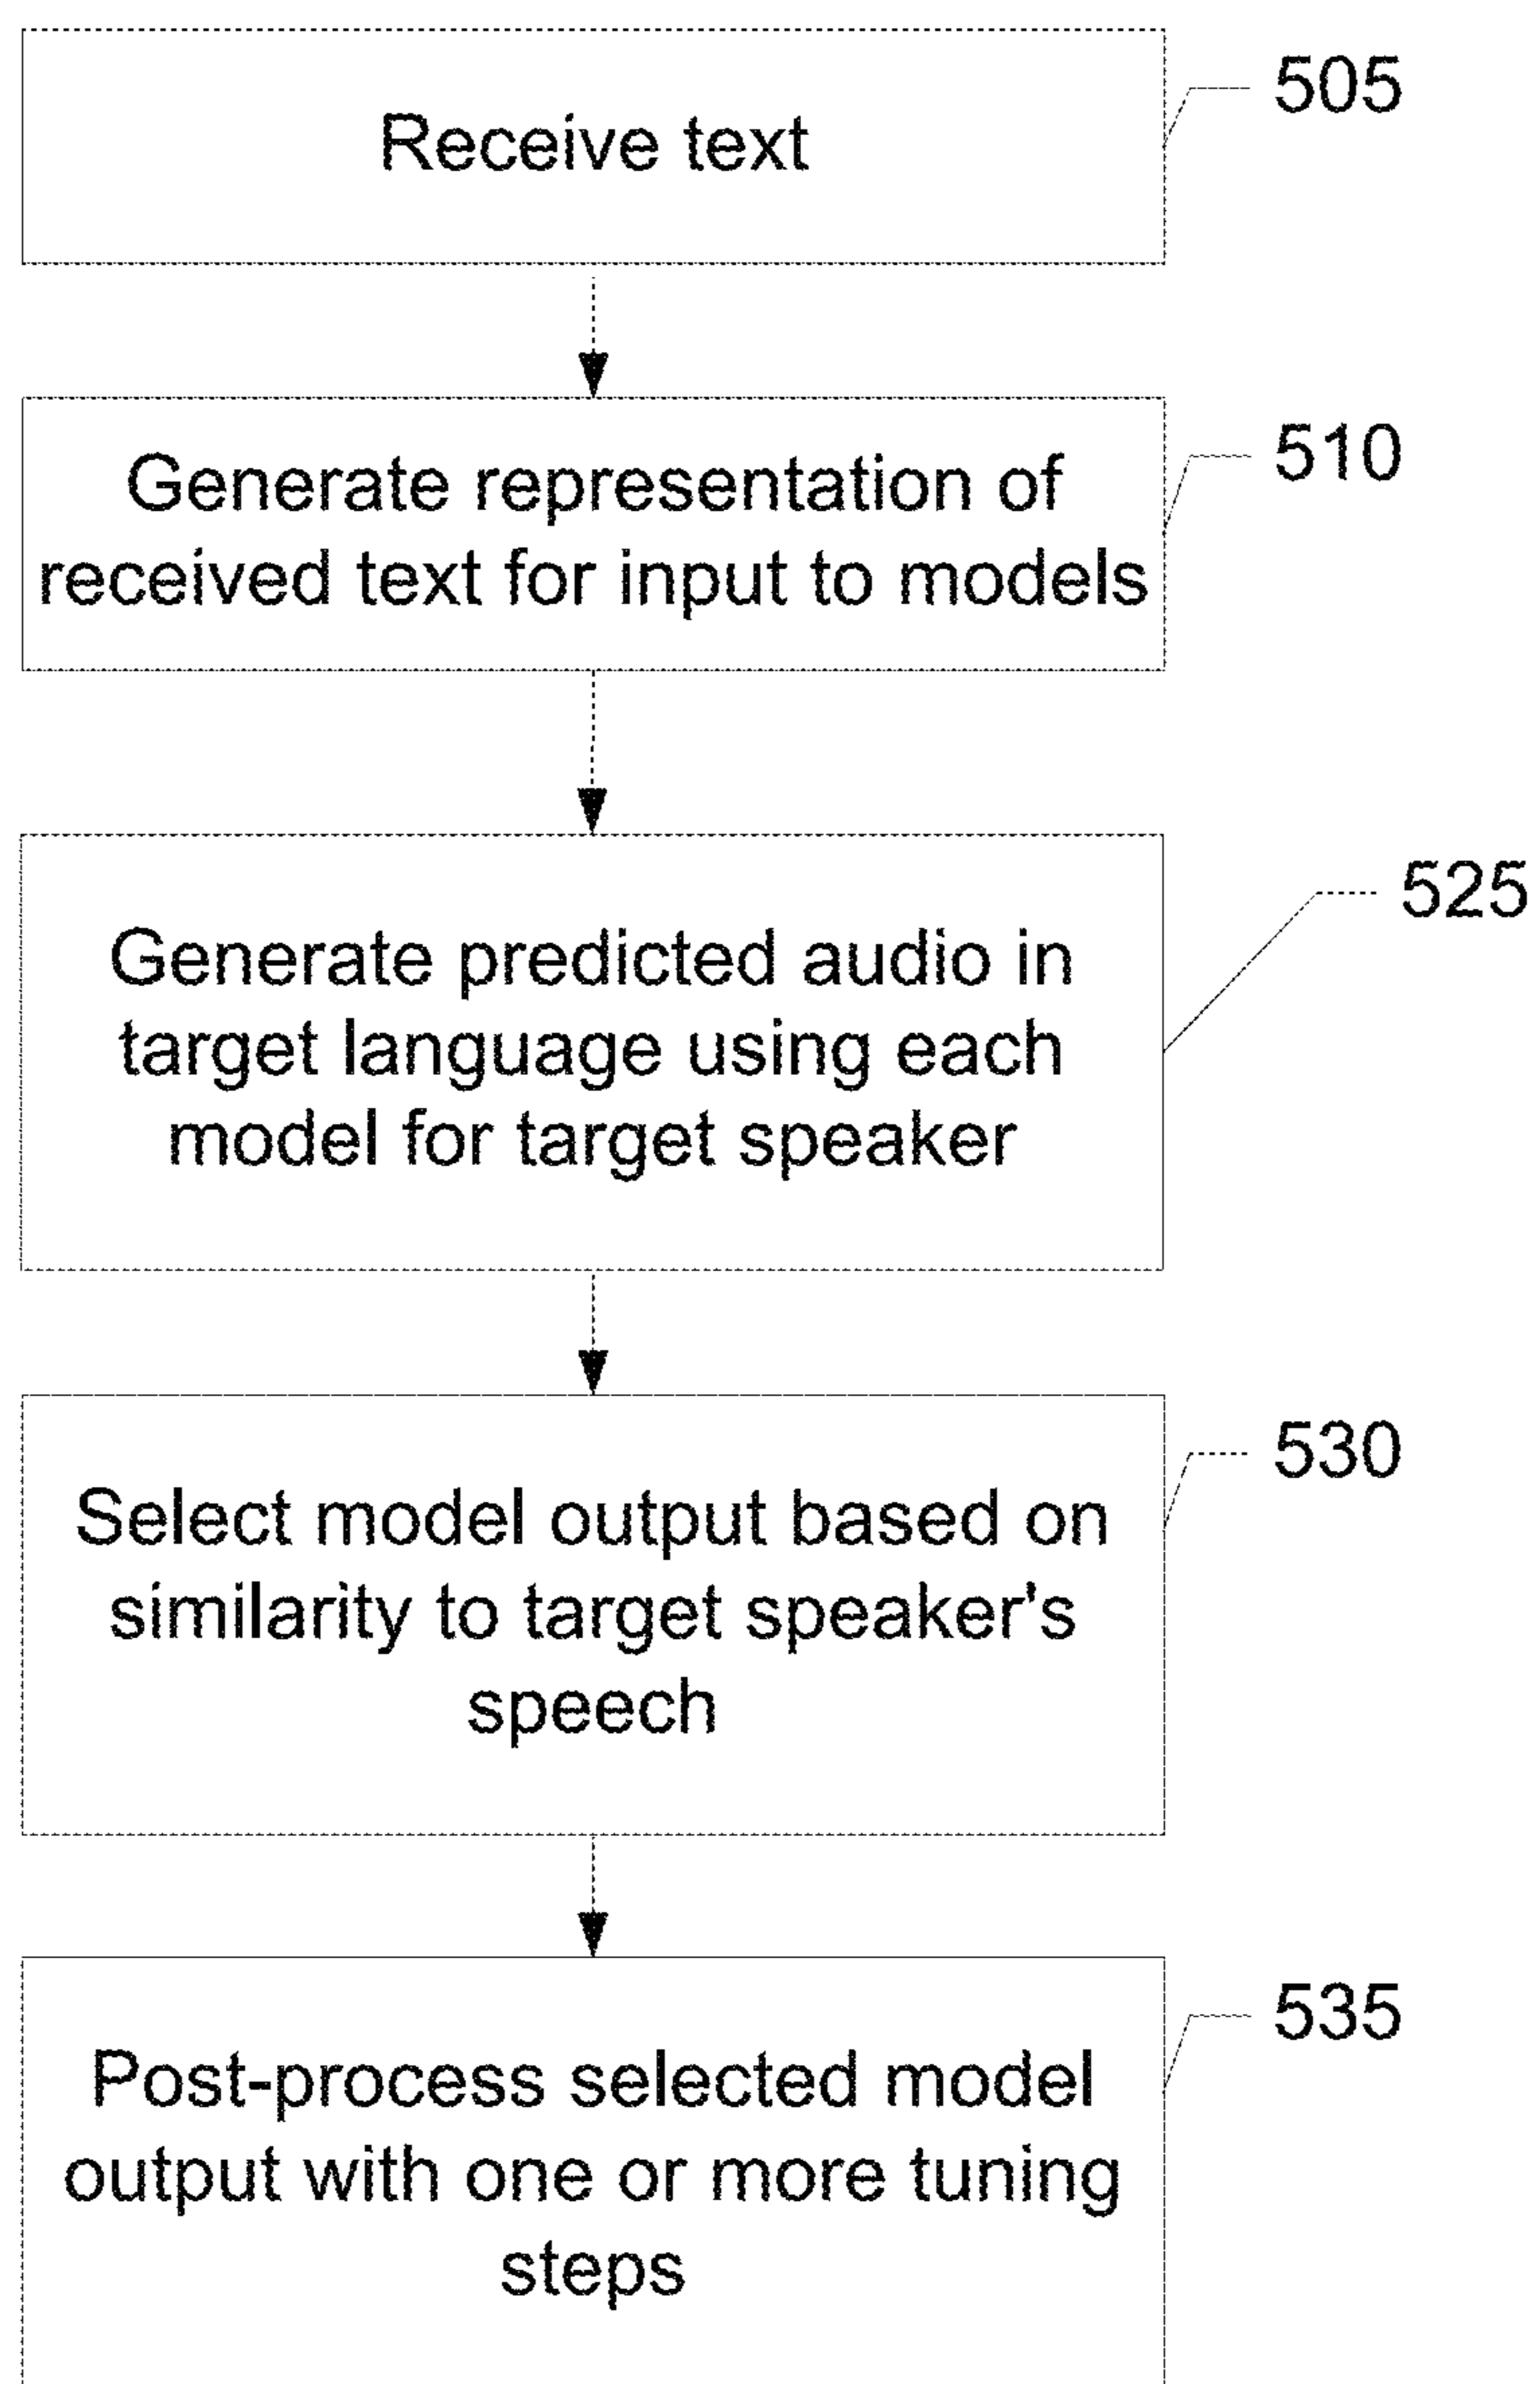 Receive text
505
Generate representation of
received text for input to models
510
Generate predicted audio in
target language using each
model for target speaker
525
Select model output based on
similarity to target speaker's
speech
530
Post-process selected model
output with one or more tuning
steps
535